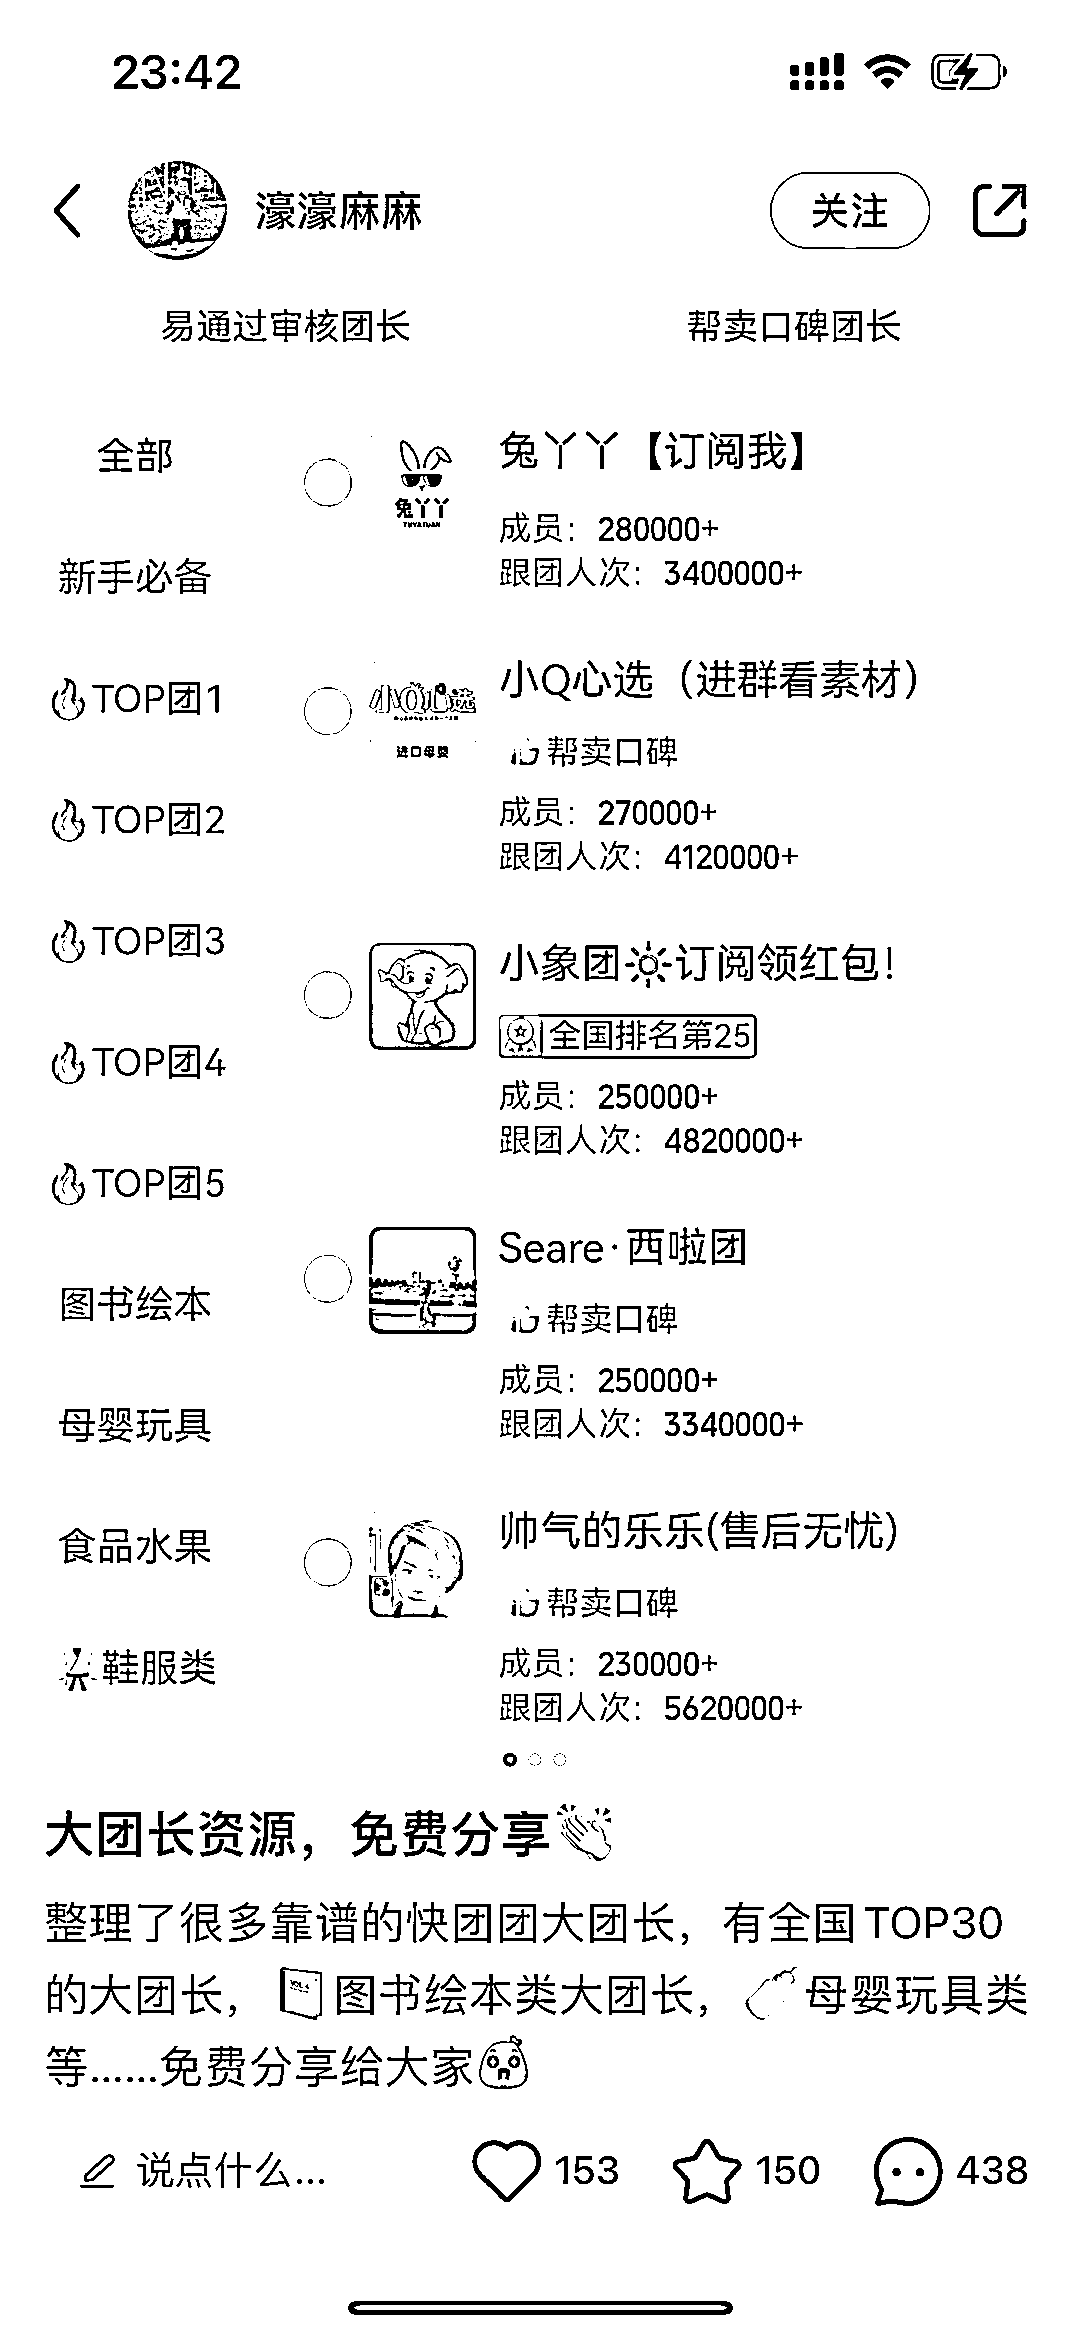 23:42
濠濠麻麻
关注
易通过审核团长
帮卖口碑团长
全部
新手必备
TOP团1
TOP团2
TOP团3
TOP团4
TOP团5
图书绘本
母婴玩具
食品水果
鞋服类
兔丫丫
兔丫丫【订阅我】
成员：280000+
跟团人次：3400000+
小Q心选
进口母婴
小Q心选（进群看素材）
帮卖口碑
成员：270000+
跟团人次：4120000+
小象团☀订阅领红包!
全国排名第25
成员：250000+
跟团人次：4820000+
Seare·西啦团
帮卖口碑
成员：250000+
跟团人次：3340000+
帅气的乐乐(售后无忧)
帮卖口碑
成员：230000+
跟团人次：5620000+
大团长资源，免费分享👏
整理了很多靠谱的快团团大团长，有全国TOP30
的大团长，📓图书绘本类大团长，🍼母婴玩具类
等......免费分享给大家
说点什么...
153
150
438